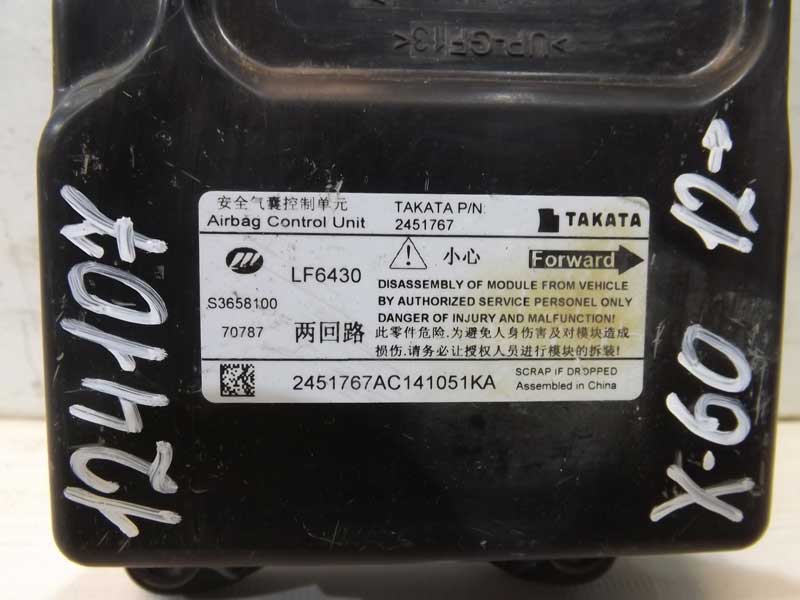 >UP-GF13<
安全气囊控制单元
Airbag Control Unit
TAKATA P/N:
2451767
TAKATA
LF6430
S3658100
70787
两回路
小心
Forward
DISASSEMBLY OF MODULE FROM VEHICLE
BY AUTHORIZED SERVICE PERSONEL ONLY
DANGER OF INJURY AND MALFUNCTION!
此零件危险.为避免人身伤害及对模块造成
损伤.请务必让授权人员进行模块的拆装!
2451767AC141051KA
SCRAP IF DROPPED
Assembled in China
X-60 12→